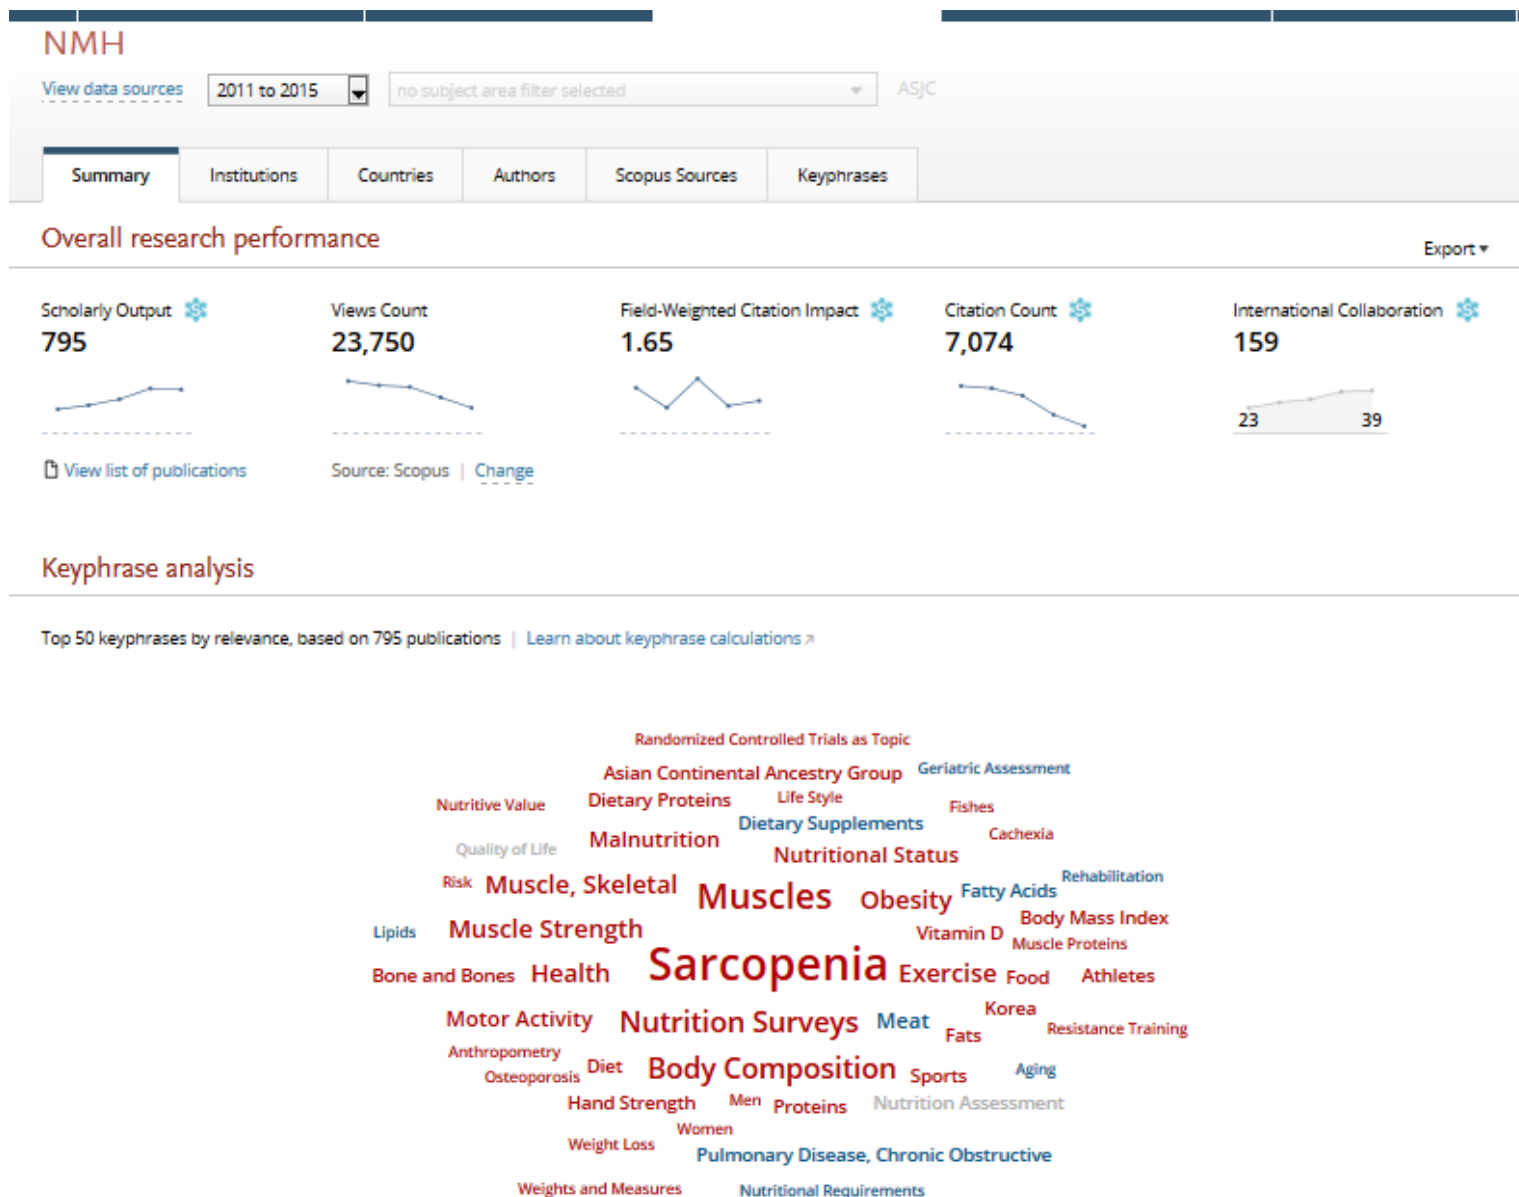 NMH
View data sources 2011 to 2015 no subject area filter selected ASJC
Summary Institutions Countries Authors Scopus Sources Keyphrases
Overall research performance
Export
Scholarly Output Views Count Field-Weighted Citation Impact Citation Count International Collaboration
795 23,750 1.65 7,074 159
23 39
View list of publications Source: Scopus | Change
Keyphrase analysis
Top 50 keyphrases by relevance, based on 795 publications | Learn about keyphrase calculations
Randomized Controlled Trials as Topic
Asian Continental Ancestry Group Geriatric Assessment
Nutritive Value Dietary Proteins Life Style Fishes
Dietary Supplements
Malnutrition Cachexia
Quality of Life Nutritional Status
Risk Muscle, Skeletal Muscles Obesity Fatty Acids Rehabilitation
Body Mass Index
Lipids Muscle Strength Vitamin D
Muscle Proteins
Sarcopenia
Bone and Bones Health Exercise Food Athletes
Korea
Motor Activity Nutrition Surveys Meat Fats Resistance Training
Anthropometry
Osteoporosis Diet Body Composition Sports Aging
Hand Strength Men Proteins Nutrition Assessment
Women
Weight Loss Pulmonary Disease, Chronic Obstructive
Weights and Measures Nutritional Requirements